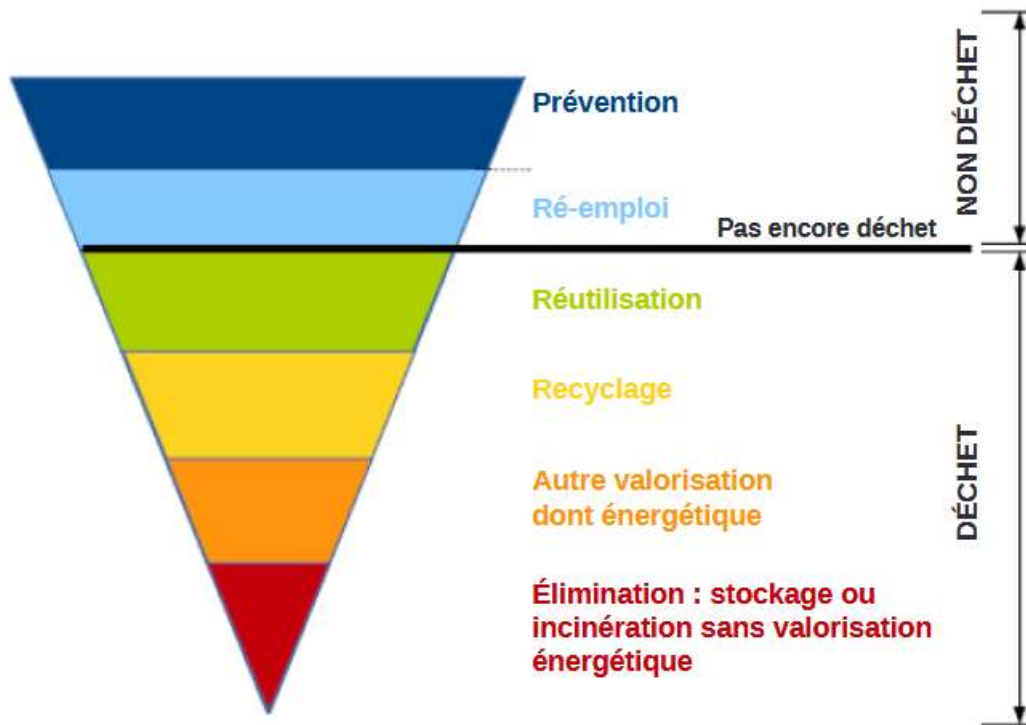 Prévention
NON DÉCHET
Ré-emploi
Pas encore déchet
Réutilisation
Recyclage
Autre valorisation
dont énergétique
DÉCHET
Élimination : stockage ou
incinération sans valorisation
énergétique